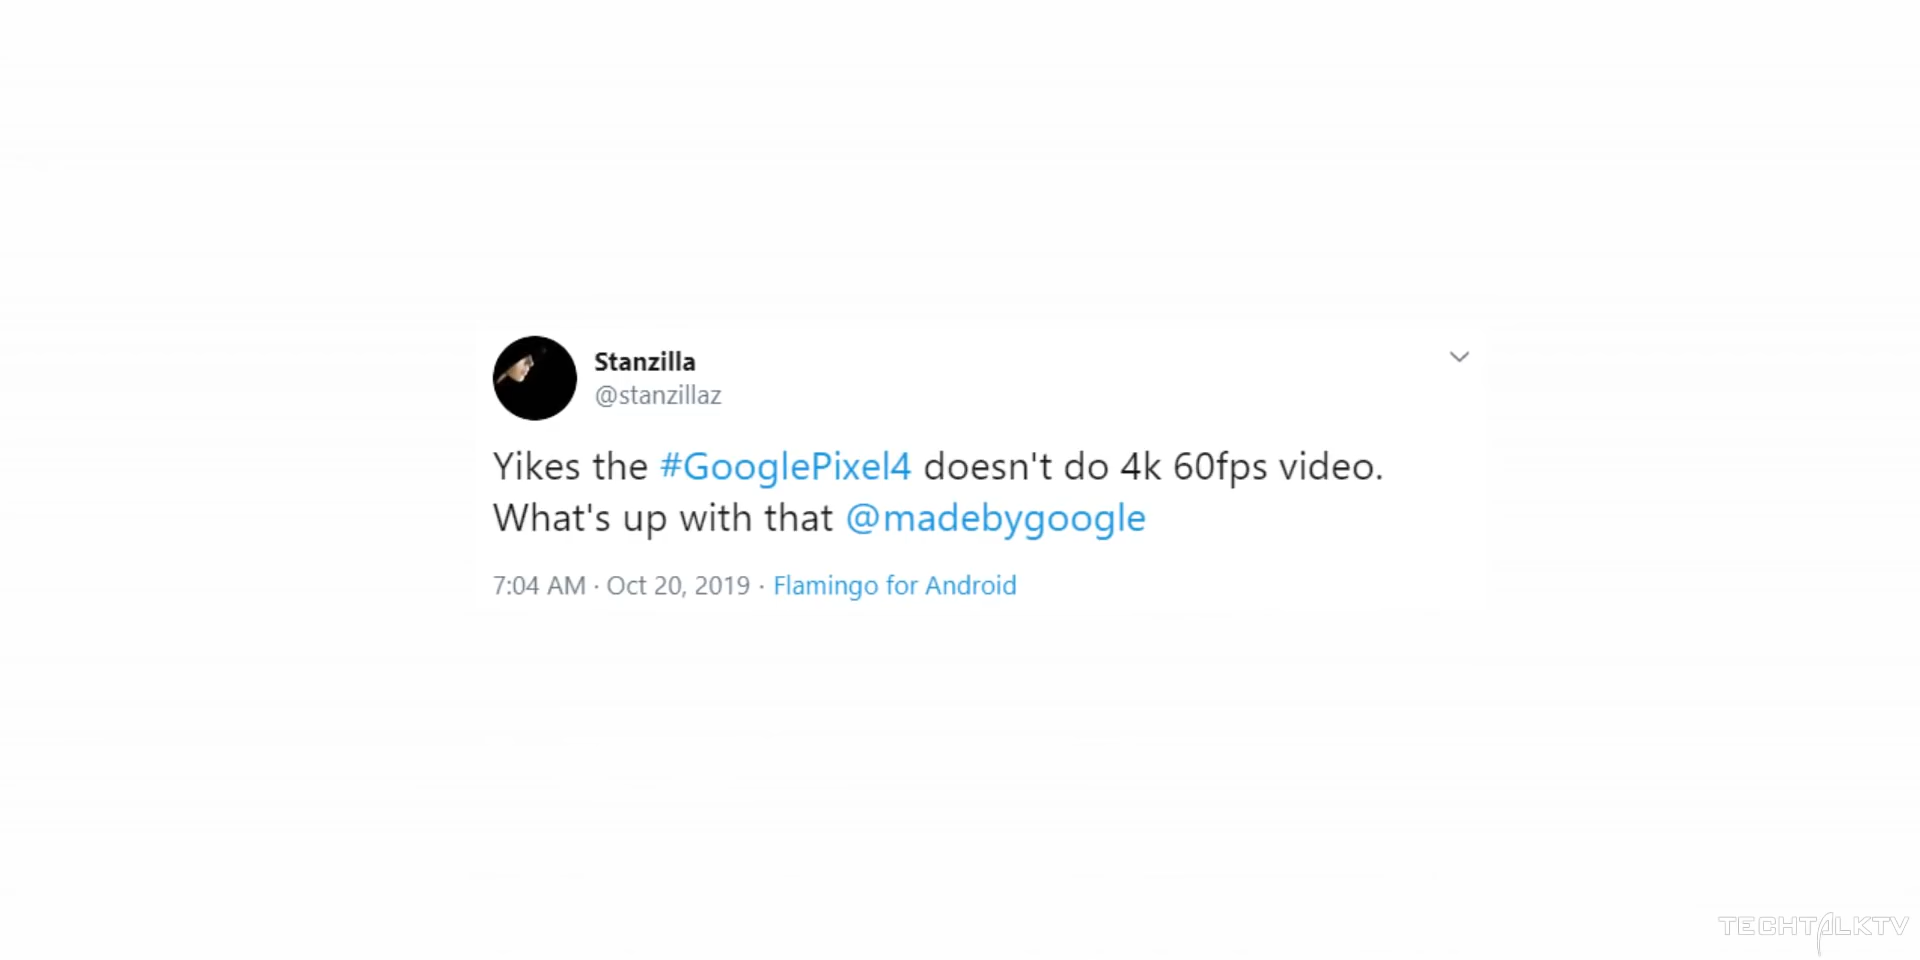 Stanzilla
@stanzillaz
Yikes the #GooglePixel4 doesn't do 4k 60fps video.
What's up with that @madebygoogle
7:04 AM · Oct 20, 2019 · Flamingo for Android
TECHTALKTV